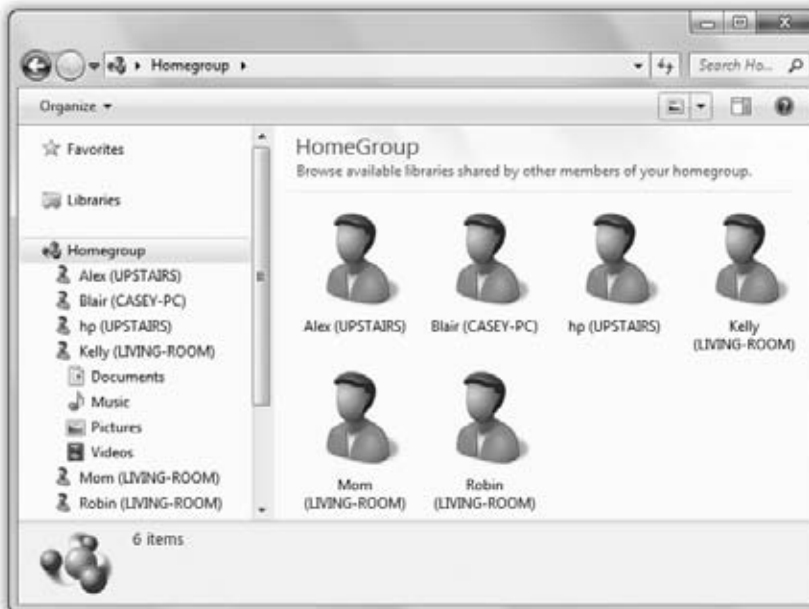 Homegroup
Search Ho...
Organize
Favorites
Libraries
Homegroup
Alex (UPSTAIRS)
Blair (CASEY-PC)
hp (UPSTAIRS)
Kelly (LIVING-ROOM)
Documents
Music
Pictures
Videos
Mom (LIVING-ROOM)
Robin (LIVING-ROOM)
HomeGroup
Browse available libraries shared by other members of your homegroup.
Alex (UPSTAIRS)
Blair (CASEY-PC)
hp (UPSTAIRS)
Kelly
(LIVING-ROOM)
Mom
(LIVING-ROOM)
Robin
(LIVING-ROOM)
6 items